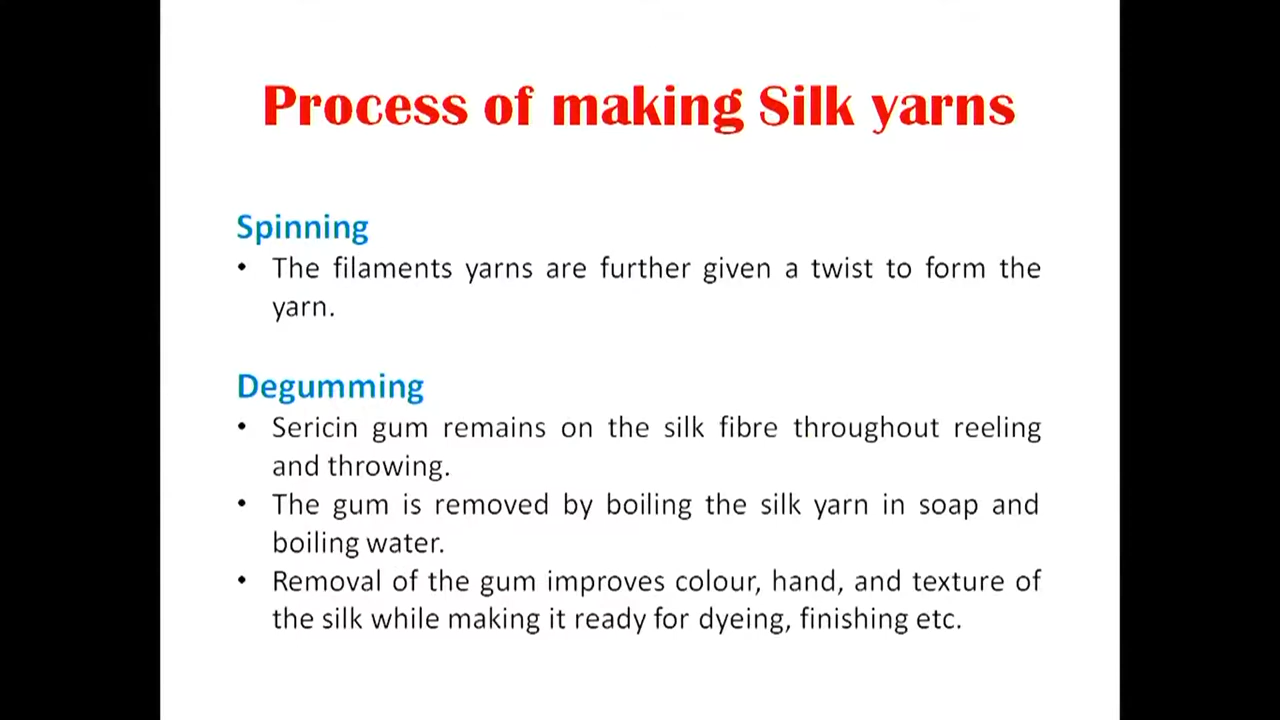 Process of making Silk yarns
Spinning
• The filaments yarns are further given a twist to form the
yarn.
Degumming
• Sericin gum remains on the silk fibre throughout reeling
and throwing.
• The gum is removed by boiling the silk yarn in soap and
boiling water.
• Removal of the gum improves colour, hand, and texture of
the silk while making it ready for dyeing, finishing etc.